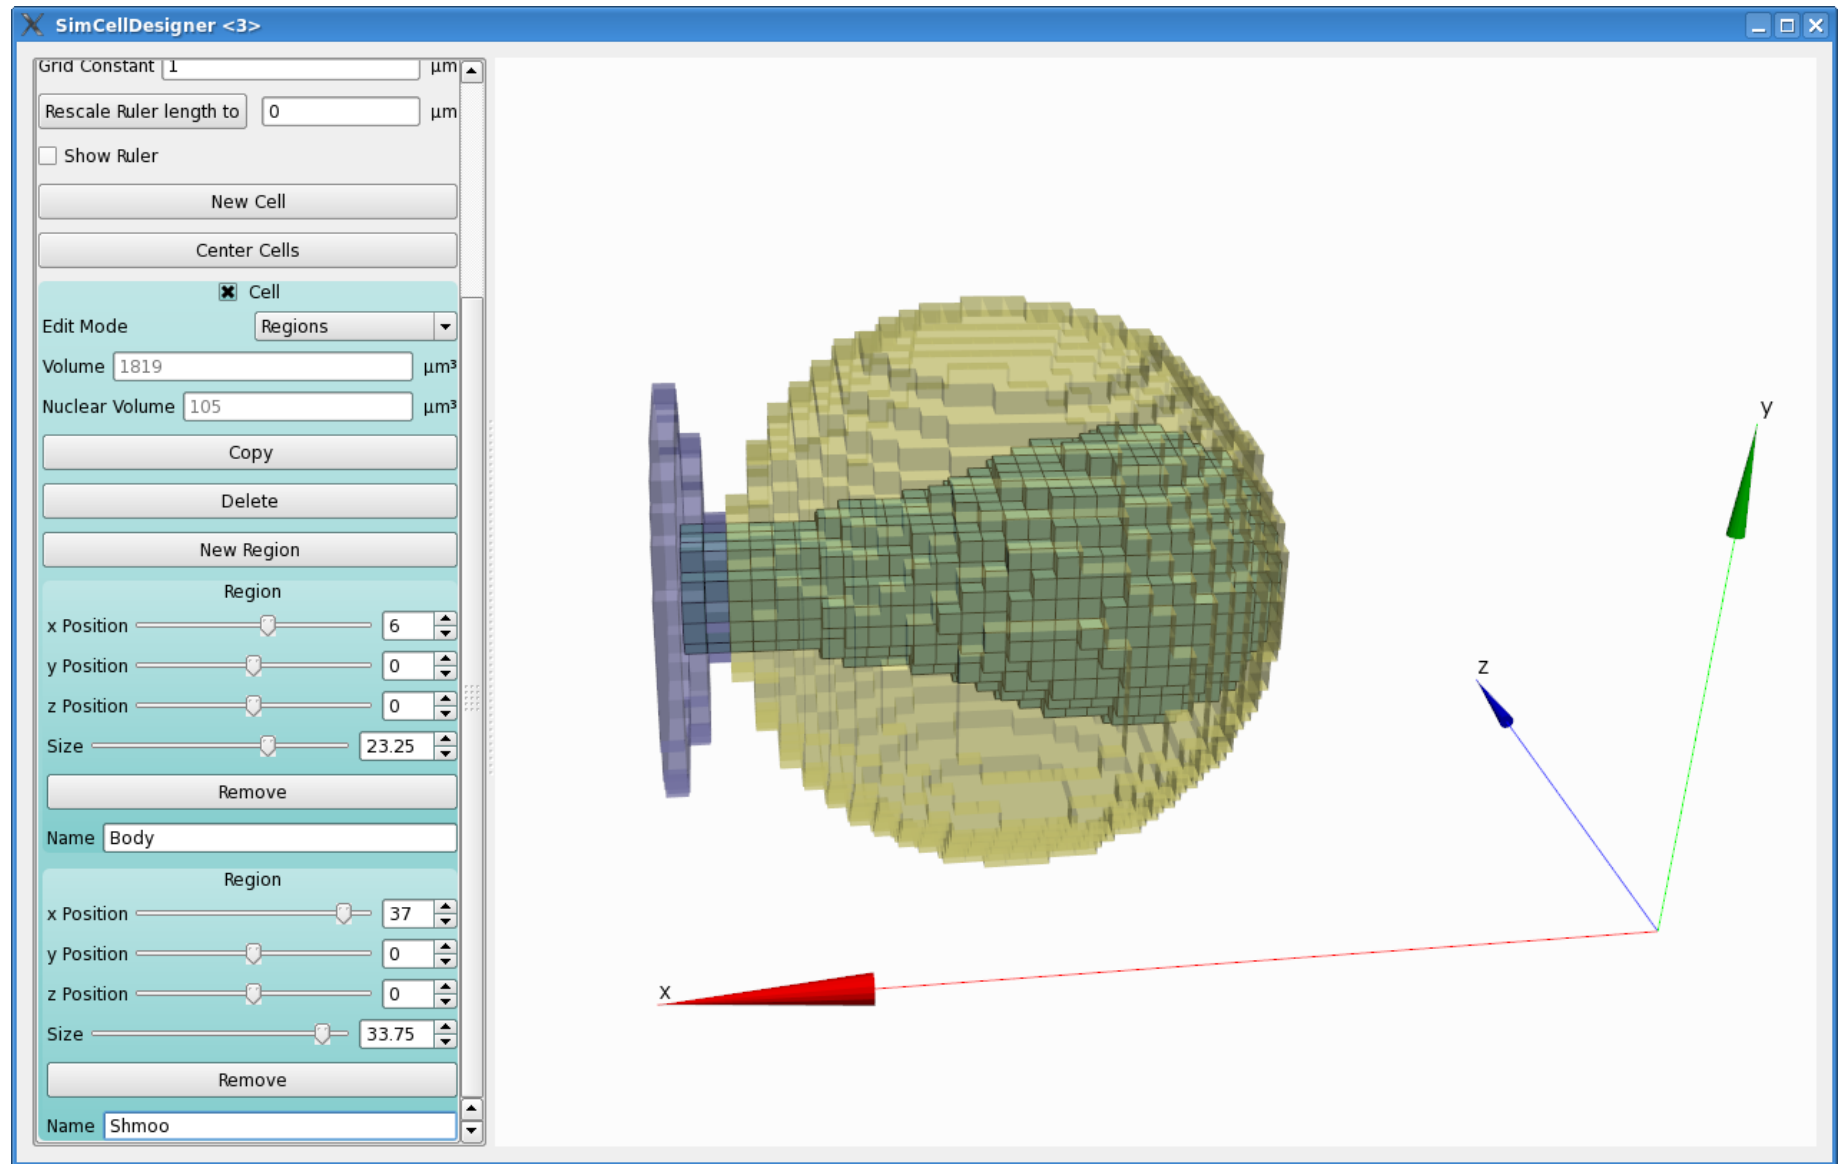 SimCellDesigner <3>
Grid Constant 1 µm
Rescale Ruler length to 0 µm
Show Ruler
New Cell
Center Cells
Cell
Edit Mode Regions
Volume 1819 µm³
Nuclear Volume 105 µm³
Copy
Delete
New Region
Region
x Position 6
y Position 0
z Position 0
Size 23.25
Remove
Name Body
Region
x Position 37
y Position 0
z Position 0
Size 33.75
Remove
Name Shmoo
y
z
x